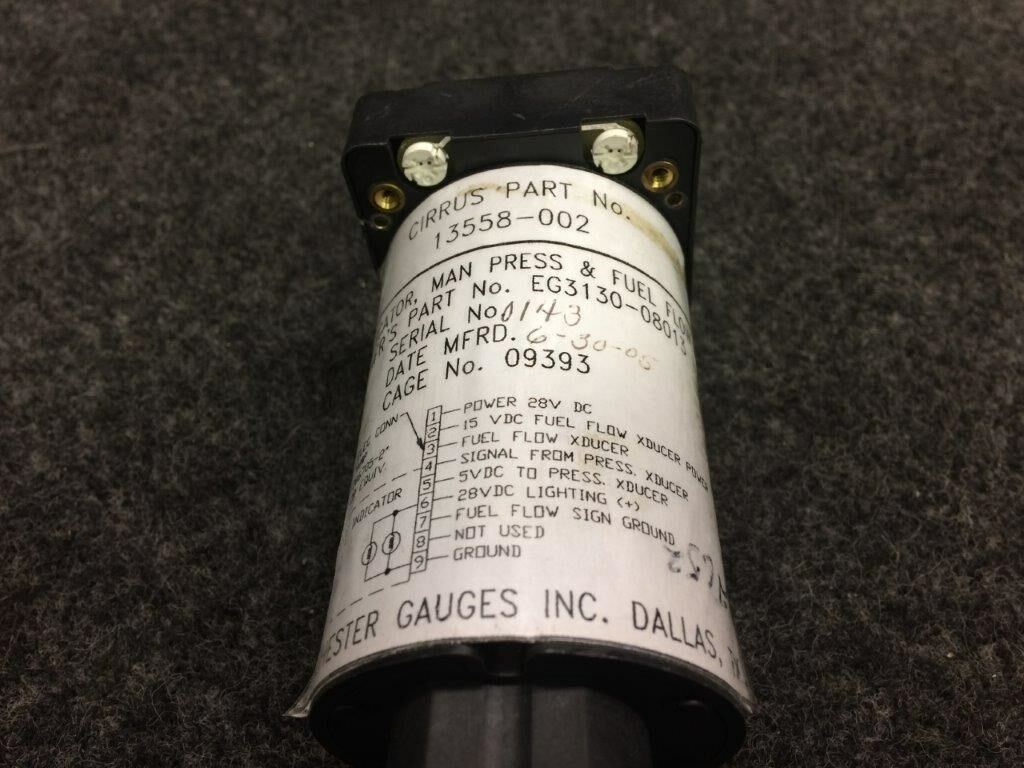 CIRRUS PART No.
13558-002
MAN PRESS & FUEL FLOW
PART No. EG3130-08013
SERIAL No. 0143
DATE MFRD. 6-30-05
CAGE No. 09393
CONN
INDICATOR
1 POWER 28V DC
2 15 VDC FUEL FLOW XDUCER POWER
3 FUEL FLOW XDUCER
4 SIGNAL FROM PRESS. XDUCER
5 5VDC TO PRESS. XDUCER
6 28VDC LIGHTING (+)
7 FUEL FLOW SIGN GROUND
8 NOT USED
9 GROUND
GAUGES INC. DALLAS,